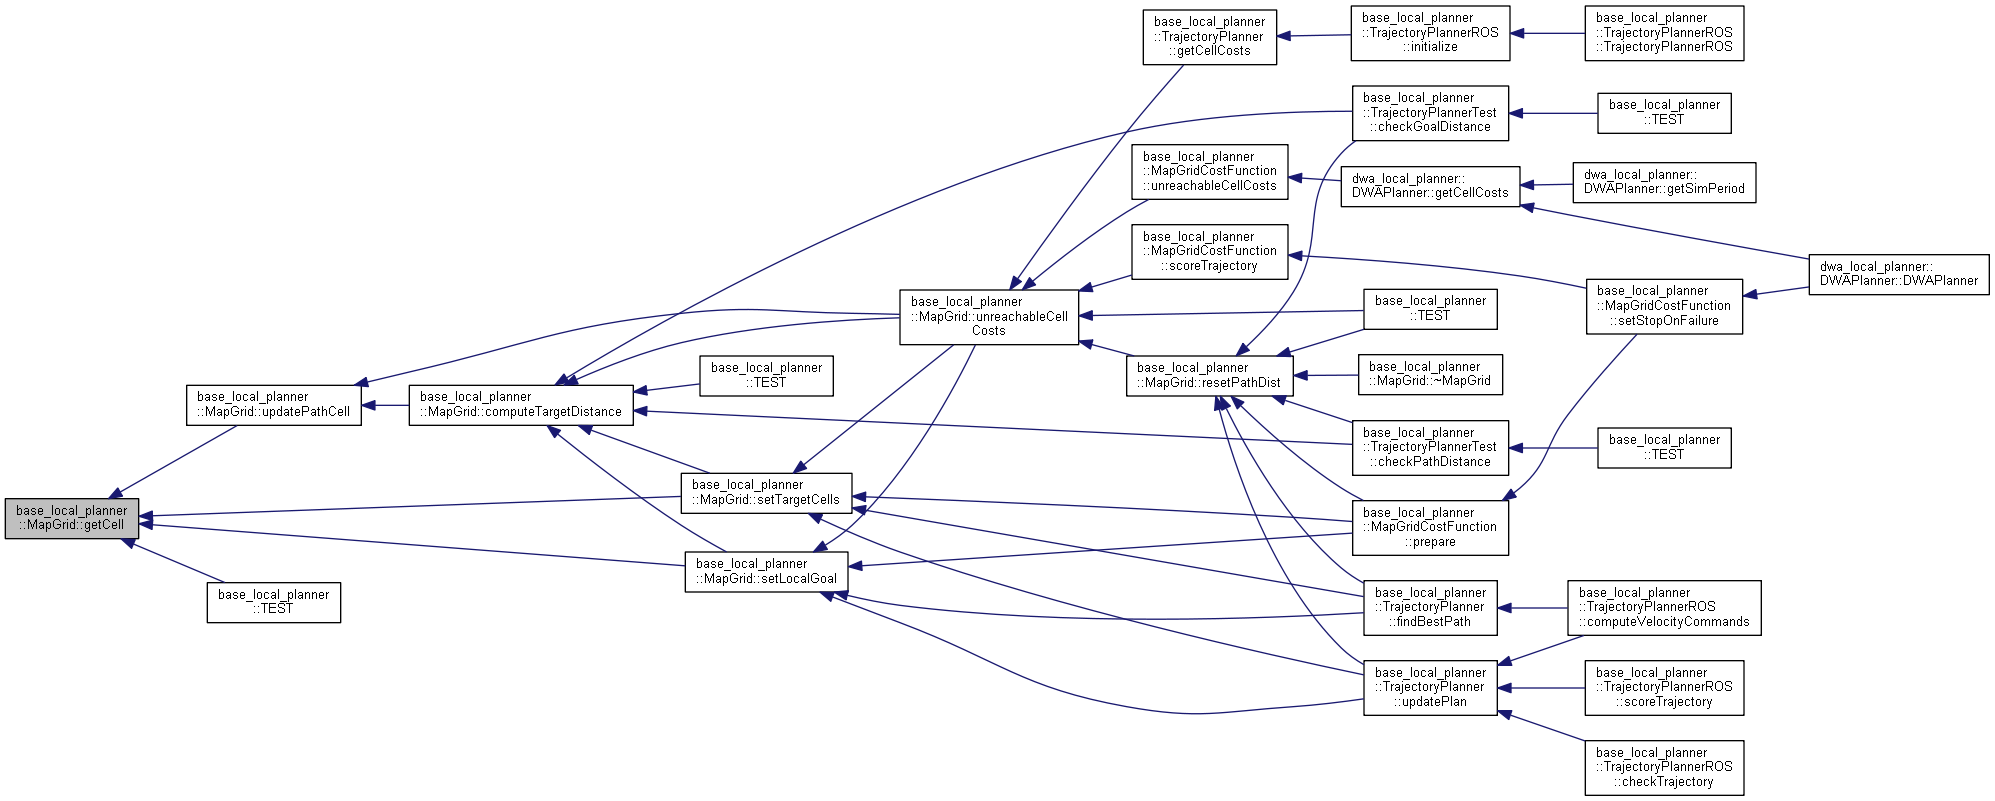 base_local_planner
::TrajectoryPlanner
::getCellCosts
base_local_planner
::TrajectoryPlannerROS
::initialize
base_local_planner
::TrajectoryPlannerROS
::TrajectoryPlannerROS
base_local_planner
::TrajectoryPlannerTest
::checkGoalDistance
base_local_planner
::TEST
base_local_planner
::MapGridCostFunction
::unreachableCellCosts
dwa_local_planner::
DWAPlanner::getCellCosts
dwa_local_planner::
DWAPlanner::getSimPeriod
base_local_planner
::MapGridCostFunction
::scoreTrajectory
dwa_local_planner::
DWAPlanner::DWAPlanner
base_local_planner
::MapGridCostFunction
::setStopOnFailure
base_local_planner
::MapGrid::unreachableCell
Costs
base_local_planner
::TEST
base_local_planner
::TEST
base_local_planner
::MapGrid::resetPathDist
base_local_planner
::MapGrid::~MapGrid
base_local_planner
::MapGrid::updatePathCell
base_local_planner
::MapGrid::computeTargetDistance
base_local_planner
::TrajectoryPlannerTest
::checkPathDistance
base_local_planner
::TEST
base_local_planner
::MapGrid::setTargetCells
base_local_planner
::MapGrid::getCell
base_local_planner
::MapGridCostFunction
::prepare
base_local_planner
::MapGrid::setLocalGoal
base_local_planner
::TEST
base_local_planner
::TrajectoryPlanner
::findBestPath
base_local_planner
::TrajectoryPlannerROS
::computeVelocityCommands
base_local_planner
::TrajectoryPlanner
::updatePlan
base_local_planner
::TrajectoryPlannerROS
::scoreTrajectory
base_local_planner
::TrajectoryPlannerROS
::checkTrajectory